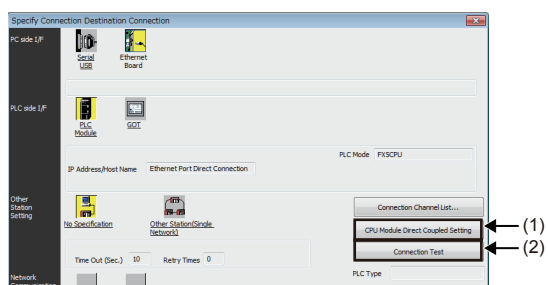 Specify Connection Destination Connection
PC side I/F
Serial
USB
Ethernet
Board
PLC side I/F
PLC
Module
GOT
PLC Mode FX5CPU
IP Address/Host Name Ethernet Port Direct Connection
Other
Station
Setting
No Specification
Other Station(Single
Network)
Connection Channel List...
CPU Module Direct Coupled Setting
(1)
Connection Test
(2)
Time Out (Sec.) 10 Retry Times 0
PLC Type
Network
Communication